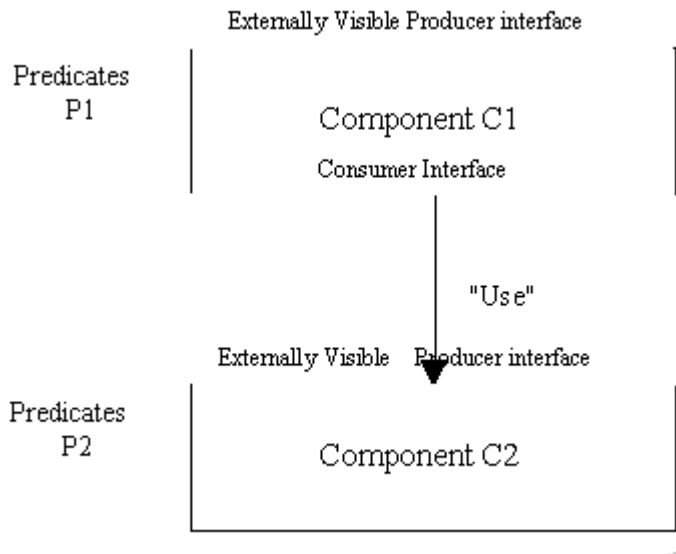 Externally Visible Producer interface
Predicates
P1
Component C1
Consumer Interface
"Use"
Externally Visible Producer interface
Predicates
P2
Component C2